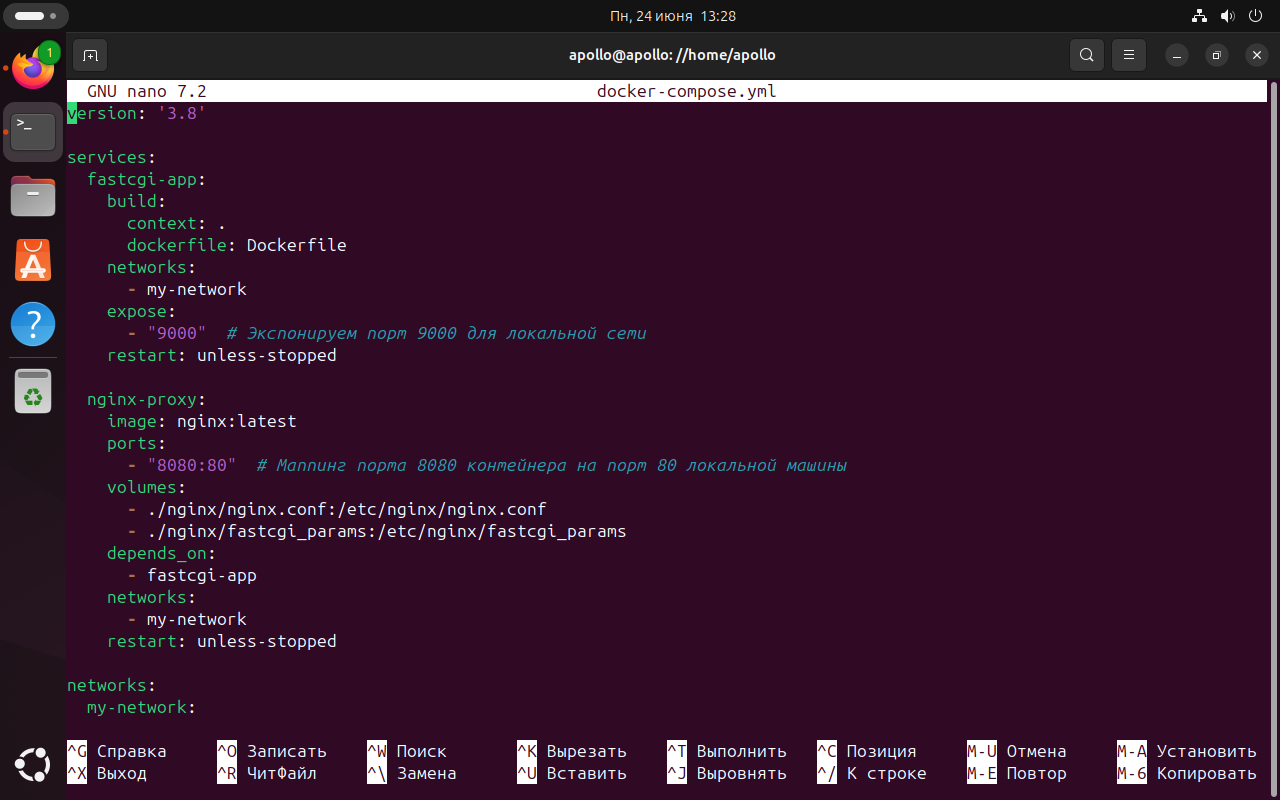 Пн, 24 июня 13:28
1
apollo@apollo: //home/apollo
>_
GNU nano 7.2 docker-compose.yml
version: '3.8'
services:
  fastcgi-app:
    build:
      context: .
      dockerfile: Dockerfile
    networks:
      - my-network
    expose:
      - "9000"  # Экспонируем порт 9000 для локальной сети
    restart: unless-stopped
  nginx-proxy:
    image: nginx:latest
    ports:
      - "8080:80"  # Маппинг порта 8080 контейнера на порт 80 локальной машины
    volumes:
      - ./nginx/nginx.conf:/etc/nginx/nginx.conf
      - ./nginx/fastcgi_params:/etc/nginx/fastcgi_params
    depends_on:
      - fastcgi-app
    networks:
      - my-network
    restart: unless-stopped
networks:
  my-network:
^G Справка ^O Записать ^W Поиск ^K Вырезать ^T Выполнить ^C Позиция M-U Отмена M-A Установить
^X Выход ^R ЧитФайл ^\ Замена ^U Вставить ^J Выровнять ^/ К строке M-E Повтор M-6 Копировать